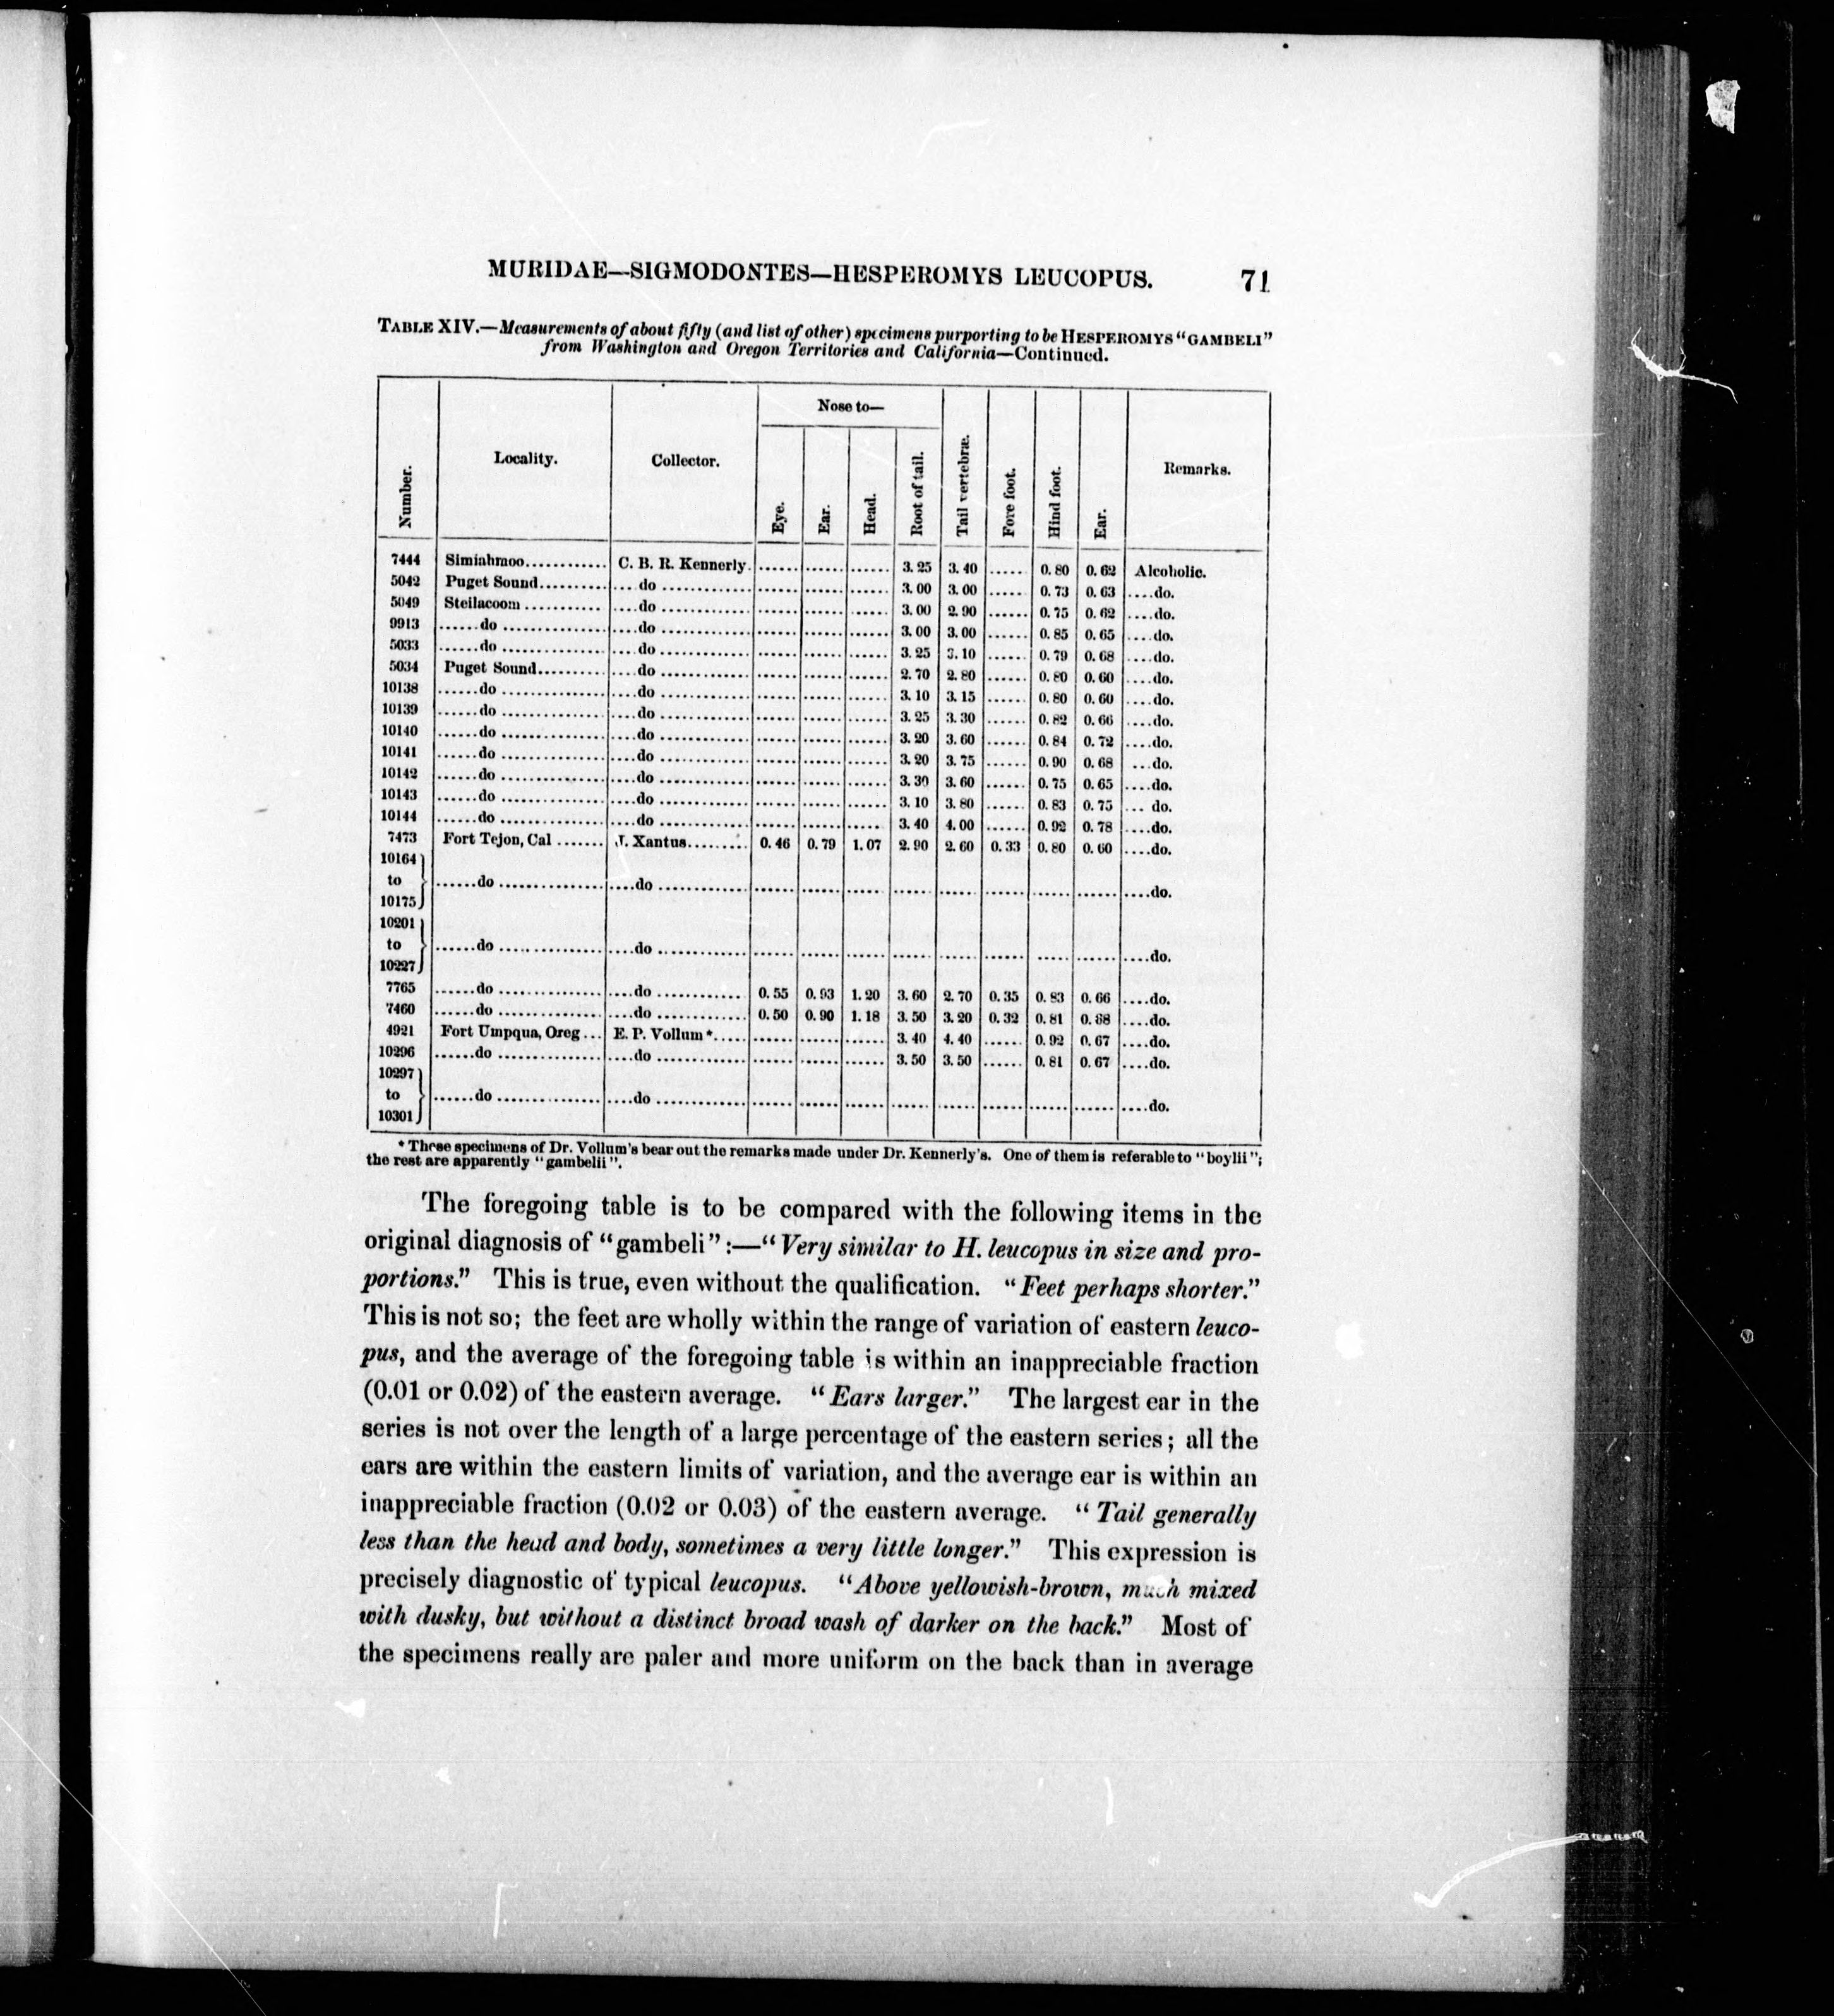 MURIDAE—SIGMODONTES—HESPEROMYS LEUCOPUS. 71
TABLE XIV.—Measurements of about fifty (and list of other) specimens purporting to be HESPEROMYS "GAMBELI"
from Washington and Oregon Territories and California—Continued.
Number. Locality. Collector. Nose to— Eye. Ear. Head. Root of tail. Tail vertebræ. Fore foot. Hind foot. Ear. Remarks.
7444 Simiahmoo............ C. B. R. Kennerly. ...... ...... ...... 3.25 3.40 ...... 0.80 0.62 Alcoholic.
5042 Puget Sound.......... ....do ............ ...... ...... ...... 3.00 3.00 ...... 0.73 0.63 ....do.
5049 Steilacoom ........... ....do ............ ...... ...... ...... 3.00 2.90 ...... 0.75 0.62 ....do.
9913 ......do ............... ....do ............ ...... ...... ...... 3.00 3.00 ...... 0.85 0.65 ....do.
5033 ......do ............... ....do ............ ...... ...... ...... 3.25 3.10 ...... 0.79 0.68 ....do.
5034 Puget Sound.......... ....do ............ ...... ...... ...... 2.70 2.80 ...... 0.80 0.60 ....do.
10138 ......do ............... ....do ............ ...... ...... ...... 3.10 3.15 ...... 0.80 0.60 ....do.
10139 ......do ............... ....do ............ ...... ...... ...... 3.25 3.30 ...... 0.82 0.66 ....do.
10140 ......do ............... ....do ............ ...... ...... ...... 3.20 3.60 ...... 0.84 0.72 ....do.
10141 ......do ............... ....do ............ ...... ...... ...... 3.20 3.75 ...... 0.90 0.68 ...do.
10142 ......do ............... ....do ............ ...... ...... ...... 3.30 3.60 ...... 0.75 0.65 ....do.
10143 ......do ............... ....do ............ ...... ...... ...... 3.10 3.80 ...... 0.83 0.75 ... do.
10144 ......do ............... ....do ............ ...... ...... ...... 3.40 4.00 ...... 0.92 0.78 ....do.
7473 Fort Tejon, Cal ....... J. Xantus......... 0.46 0.79 1.07 2.90 2.60 0.33 0.80 0.60 ....do.
10164
to ......do ............... ....do ............ ...... ...... ...... ...... ...... ...... ...... ...... ....do.
10175
10201
to ......do ............... ....do ............ ...... ...... ...... ...... ...... ...... ...... ...... ....do.
10227
7765 ......do ............... ....do ............ 0.55 0.93 1.20 3.60 2.70 0.35 0.83 0.66 ....do.
7460 ......do ............... ....do ............ 0.50 0.90 1.18 3.50 3.20 0.32 0.81 0.68 ....do.
4921 Fort Umpqua, Oreg... E. P. Vollum*..... ...... ...... ...... 3.40 4.40 ...... 0.92 0.67 ....do.
10296 ......do ............... ....do ............ ...... ...... ...... 3.50 3.50 ...... 0.81 0.67 ....do.
10297
to ......do ............... ....do ............ ...... ...... ...... ...... ...... ...... ...... ...... ....do.
10301
* These specimens of Dr. Vollum's bear out the remarks made under Dr. Kennerly's. One of them is referable to "boylii";
the rest are apparently "gambelii".
The foregoing table is to be compared with the following items in the
original diagnosis of "gambeli":—"Very similar to H. leucopus in size and pro-
portions." This is true, even without the qualification. "Feet perhaps shorter."
This is not so; the feet are wholly within the range of variation of eastern leuco-
pus, and the average of the foregoing table is within an inappreciable fraction
(0.01 or 0.02) of the eastern average. "Ears larger." The largest ear in the
series is not over the length of a large percentage of the eastern series; all the
ears are within the eastern limits of variation, and the average ear is within an
inappreciable fraction (0.02 or 0.03) of the eastern average. "Tail generally
less than the head and body, sometimes a very little longer." This expression is
precisely diagnostic of typical leucopus. "Above yellowish-brown, much mixed
with dusky, but without a distinct broad wash of darker on the back." Most of
the specimens really are paler and more uniform on the back than in average